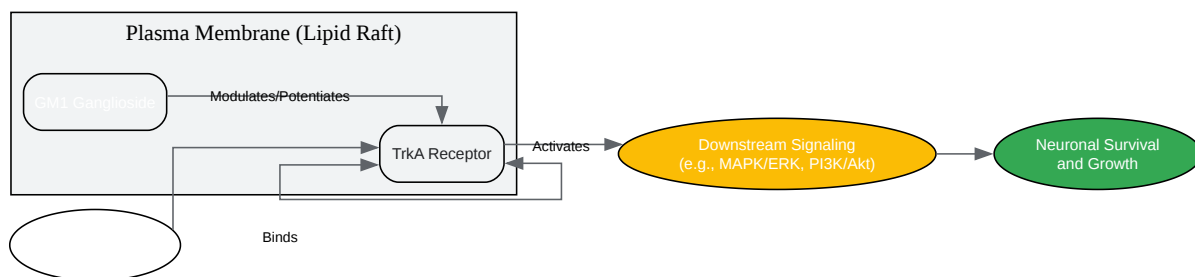 Plasma Membrane (Lipid Raft)
GM1 Ganglioside
Modulates/Potentiates
TrkA Receptor
Activates
Downstream Signaling
(e.g., MAPK/ERK, PI3K/Akt)
Neuronal Survival
and Growth
Binds